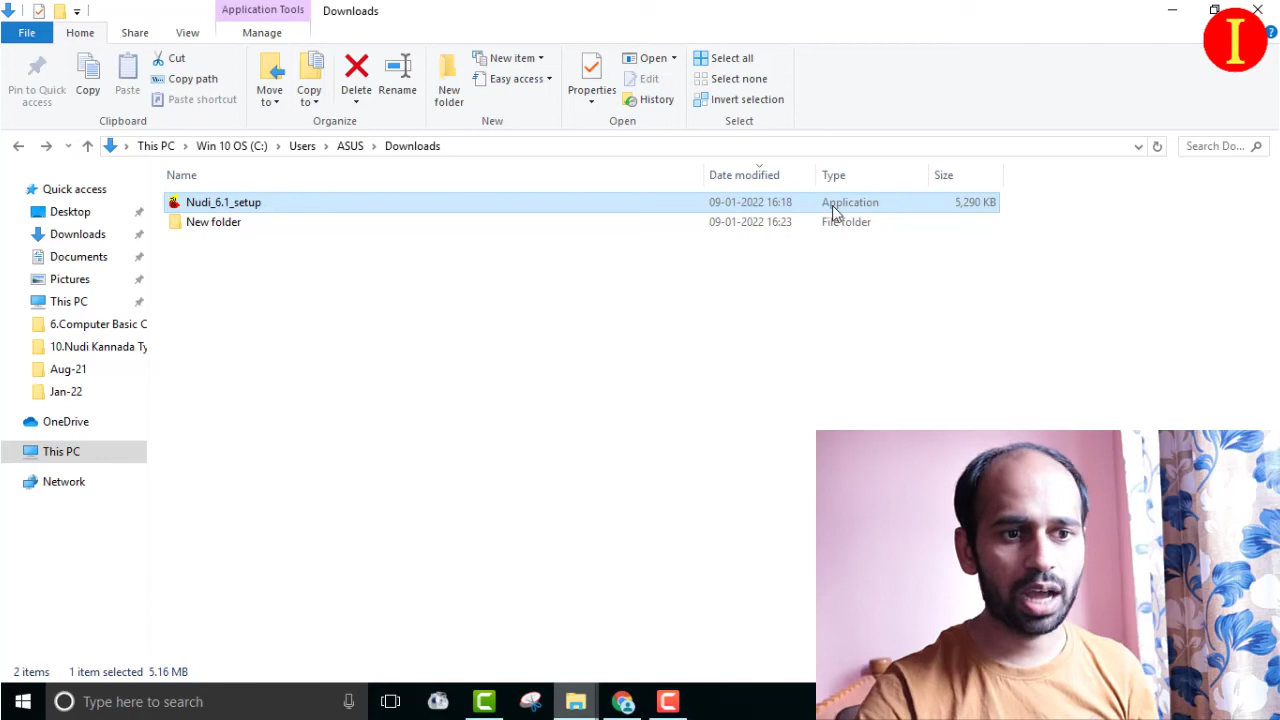 Application Tools
Downloads
File
Home
Share
View
Manage
I
?
Pin to Quick access
Copy
Paste
Cut
Copy path
Paste shortcut
Clipboard
Move to
Copy to
Delete
Rename
Organize
New folder
New item
Easy access
New
Properties
Open
Edit
History
Open
Select all
Select none
Invert selection
Select
This PC > Win 10 OS (C:) > Users > ASUS > Downloads
Search Do...
Name
Date modified
Type
Size
Nudi_6.1_setup
09-01-2022 16:18
Application
5,290 KB
New folder
09-01-2022 16:23
File folder
Quick access
Desktop
Downloads
Documents
Pictures
This PC
6.Computer Basic C
10.Nudi Kannada Ty
Aug-21
Jan-22
OneDrive
This PC
Network
2 items
1 item selected 5.16 MB
Type here to search